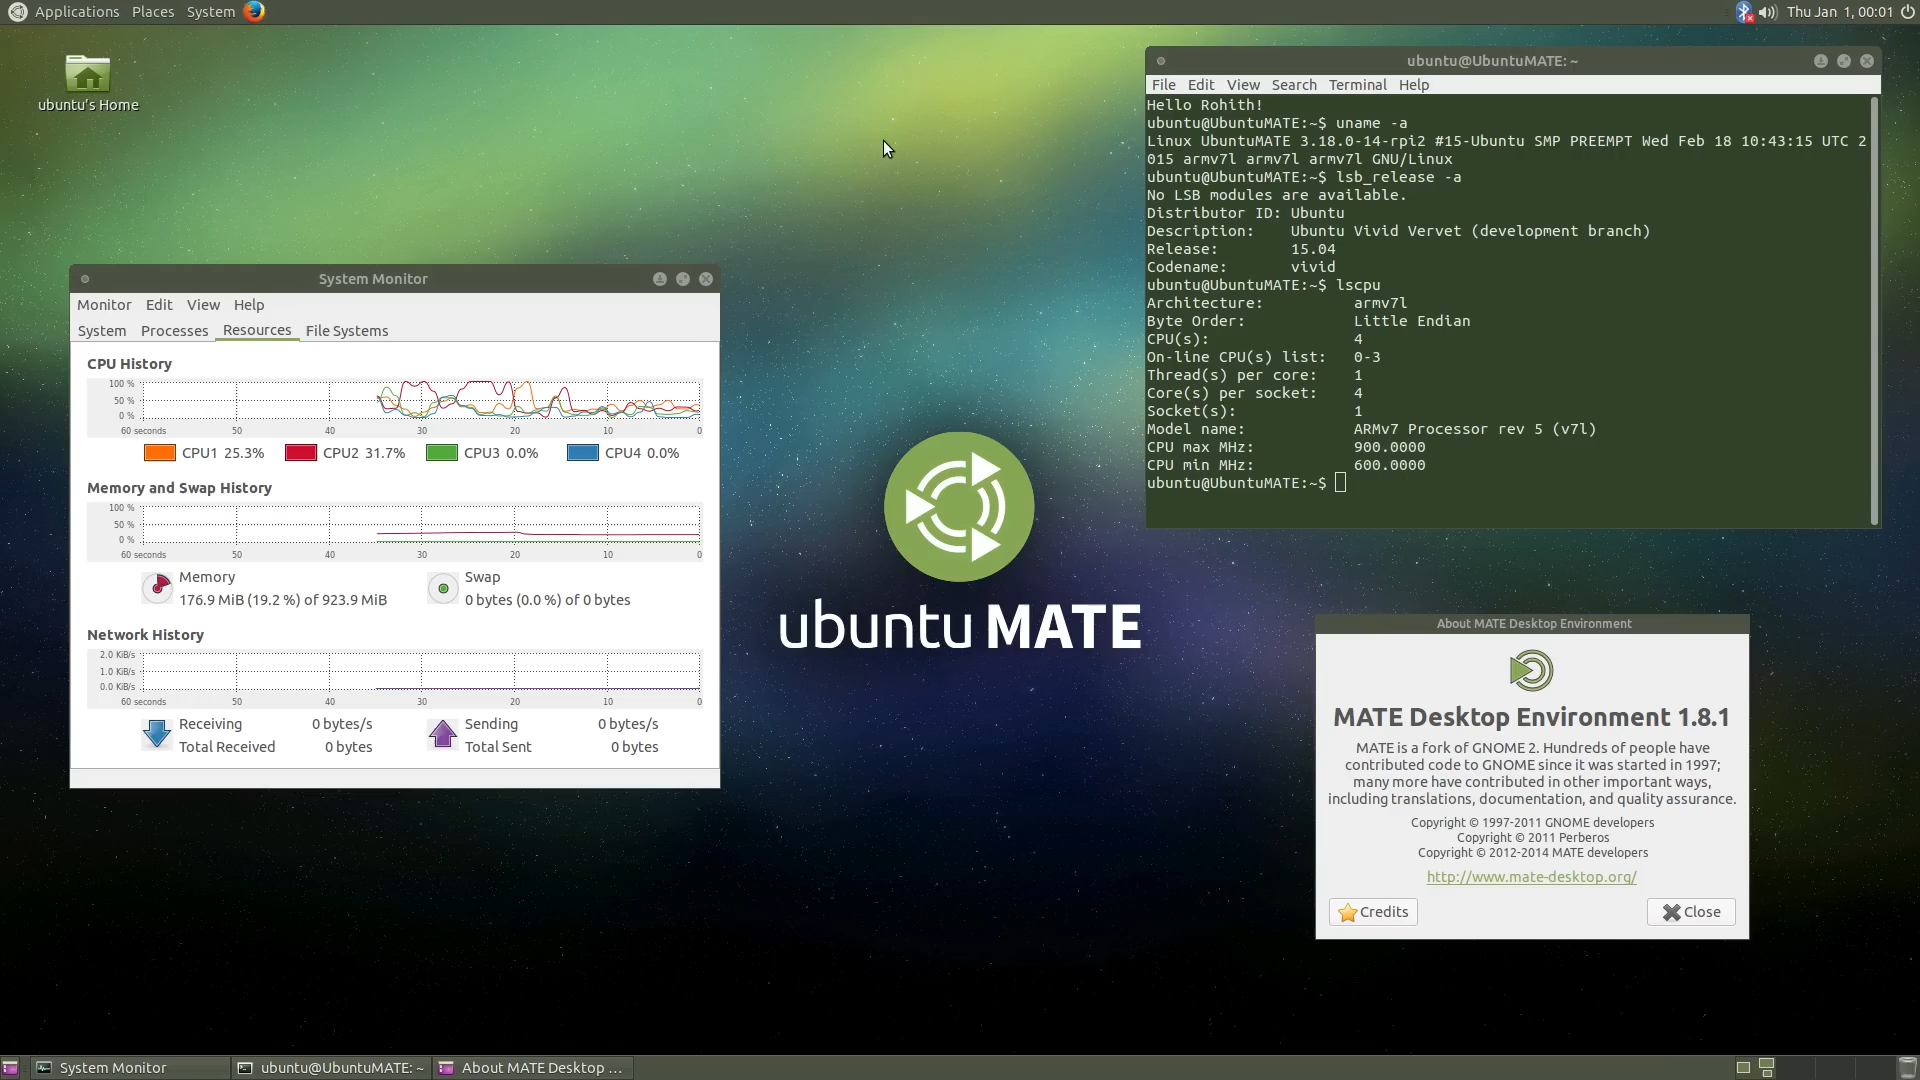 Applications Places System
Thu Jan 1, 00:01
ubuntu's Home
ubuntu@UbuntuMATE: ~
File Edit View Search Terminal Help
Hello Rohith!
ubuntu@UbuntuMATE:~$ uname -a
Linux UbuntuMATE 3.18.0-14-rpi2 #15-Ubuntu SMP PREEMPT Wed Feb 18 10:43:15 UTC 2
015 armv7l armv7l armv7l GNU/Linux
ubuntu@UbuntuMATE:~$ lsb_release -a
No LSB modules are available.
Distributor ID: Ubuntu
Description: Ubuntu Vivid Vervet (development branch)
Release: 15.04
Codename: vivid
ubuntu@UbuntuMATE:~$ lscpu
Architecture: armv7l
Byte Order: Little Endian
CPU(s): 4
On-line CPU(s) list: 0-3
Thread(s) per core: 1
Core(s) per socket: 4
Socket(s): 1
Model name: ARMv7 Processor rev 5 (v7l)
CPU max MHz: 900.0000
CPU min MHz: 600.0000
ubuntu@UbuntuMATE:~$
System Monitor
Monitor Edit View Help
System Processes Resources File Systems
CPU History
100 %
50 %
0 %
60 seconds 50 40 30 20 10 0
CPU1 25.3% CPU2 31.7% CPU3 0.0% CPU4 0.0%
Memory and Swap History
100 %
50 %
0 %
60 seconds 50 40 30 20 10 0
Memory Swap
176.9 MiB (19.2 %) of 923.9 MiB 0 bytes (0.0 %) of 0 bytes
Network History
2.0 KiB/s
1.0 KiB/s
0.0 KiB/s
60 seconds 50 40 30 20 10 0
Receiving 0 bytes/s Sending 0 bytes/s
Total Received 0 bytes Total Sent 0 bytes
ubuntu MATE
About MATE Desktop Environment
MATE Desktop Environment 1.8.1
MATE is a fork of GNOME 2. Hundreds of people have
contributed code to GNOME since it was started in 1997;
many more have contributed in other important ways,
including translations, documentation, and quality assurance.
Copyright © 1997-2011 GNOME developers
Copyright © 2011 Perberos
Copyright © 2012-2014 MATE developers
http://www.mate-desktop.org/
Credits Close
System Monitor ubuntu@UbuntuMATE: ~ About MATE Desktop ...